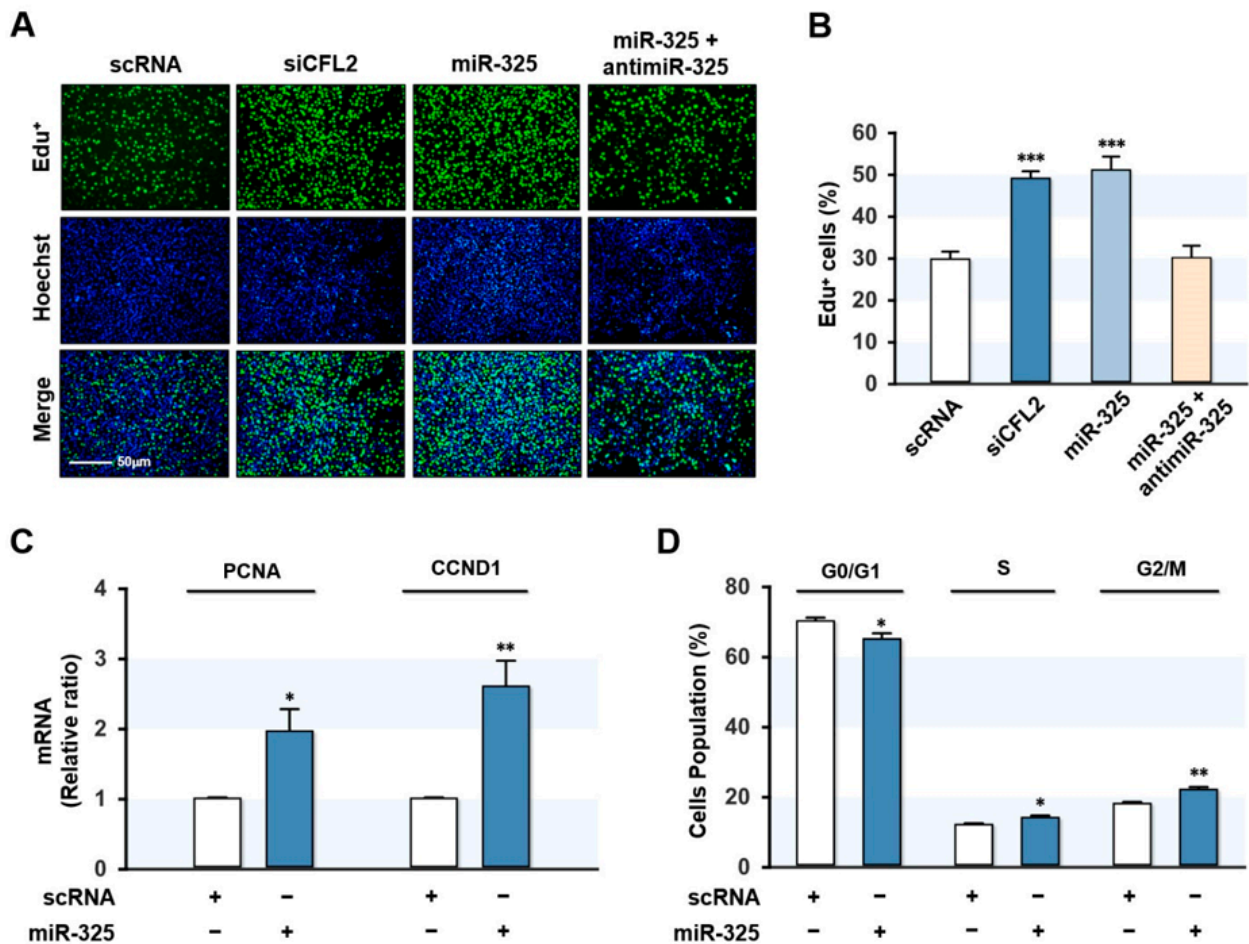 A
scRNA
siCFL2
miR-325
miR-325 +
antimiR-325
Edu⁺
Hoechst
Merge
50μm
B
60
50
40
30
20
10
0
Edu⁺ cells (%)
***
***
scRNA
siCFL2
miR-325
miR-325 +
antimiR-325
C
PCNA
CCND1
4
3
2
1
0
mRNA
(Relative ratio)
*
**
scRNA + − + −
miR-325 − + − +
D
G0/G1
S
G2/M
80
60
40
20
0
Cells Population (%)
*
*
**
scRNA + − + − + −
miR-325 − + − + − +